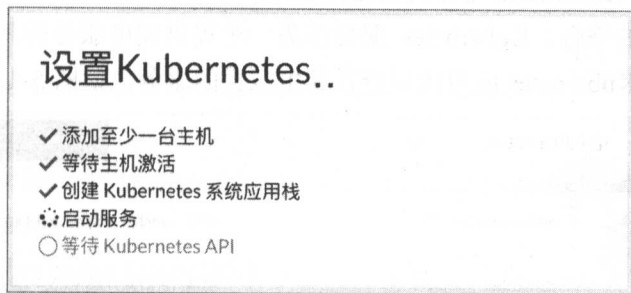 设置Kubernetes..
添加至少一台主机
等待主机激活
创建 Kubernetes 系统应用栈
启动服务
等待 Kubernetes API